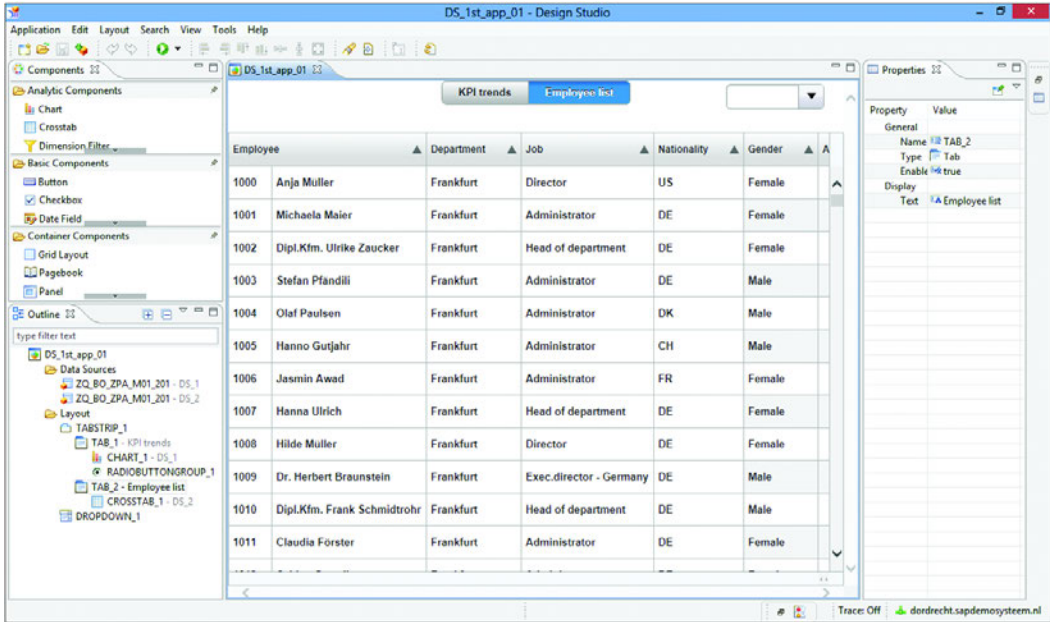 DS_1st_app_01 - Design Studio
Application Edit Layout Search View Tools Help
Components
Analytic Components
Chart
Crosstab
Dimension Filter
Basic Components
Button
Checkbox
Date Field
Container Components
Grid Layout
Pagebook
Panel
Outline
type filter text
DS_1st_app_01
Data Sources
ZQ_BO_ZPA_M01_201 - DS_1
ZQ_BO_ZPA_M01_201 - DS_2
Layout
TABSTRIP_1
TAB_1 - KPI trends
CHART_1 - DS_1
RADIOBUTTONGROUP_1
TAB_2 - Employee list
CROSSTAB_1 - DS_2
DROPDOWN_1
DS_1st_app_01
KPI trends Employee list
Employee Department Job Nationality Gender A
1000 Anja Müller Frankfurt Director US Female
1001 Michaela Maier Frankfurt Administrator DE Female
1002 Dipl.Kfm. Ulrike Zaucker Frankfurt Head of department DE Female
1003 Stefan Pfändili Frankfurt Administrator DE Male
1004 Olaf Paulsen Frankfurt Administrator DK Male
1005 Hanno Gutjahr Frankfurt Administrator CH Male
1006 Jasmin Awad Frankfurt Administrator FR Female
1007 Hanna Ulrich Frankfurt Head of department DE Female
1008 Hilde Müller Frankfurt Director DE Female
1009 Dr. Herbert Braunstein Frankfurt Exec.director - Germany DE Male
1010 Dipl.Kfm. Frank Schmidtrohr Frankfurt Head of department DE Male
1011 Claudia Förster Frankfurt Administrator DE Female
Properties
Property Value
General
Name TAB_2
Type Tab
Enable true
Display
Text Employee list
Trace: Off dordrecht.sapdemosysteem.nl